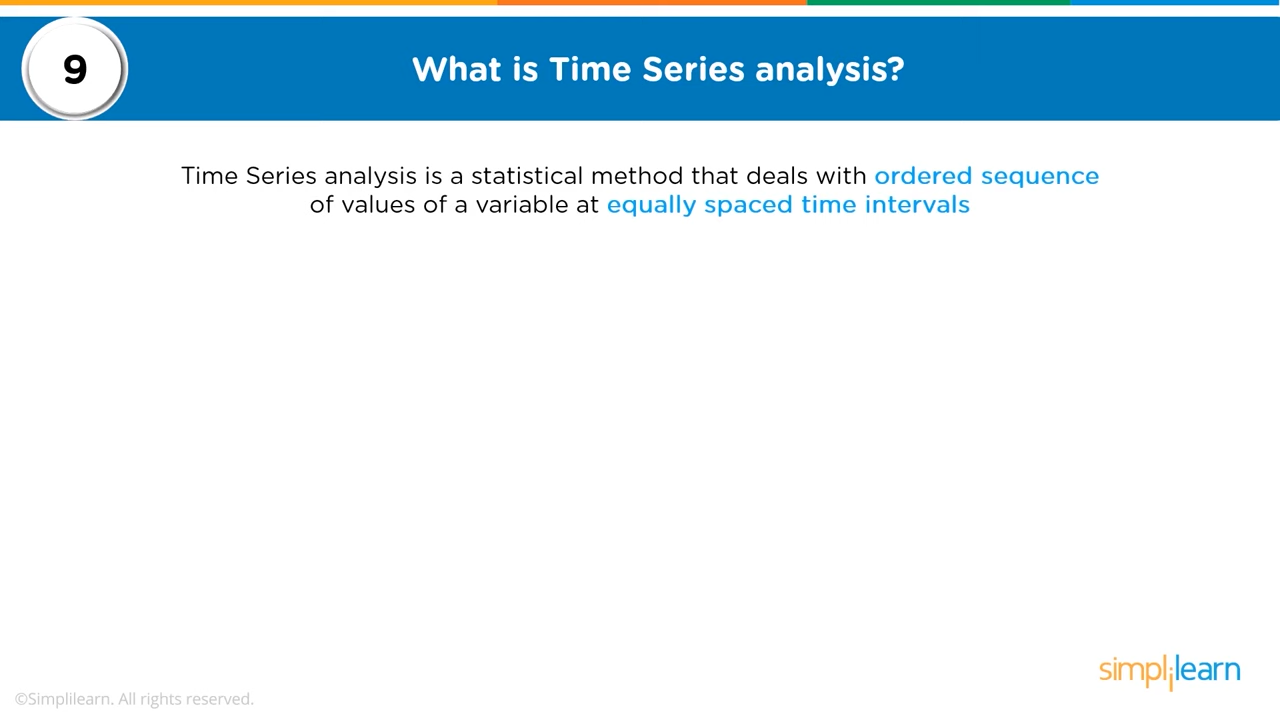 9
What is Time Series analysis?
Time Series analysis is a statistical method that deals with ordered sequence
of values of a variable at equally spaced time intervals
simplilearn
©Simplilearn. All rights reserved.